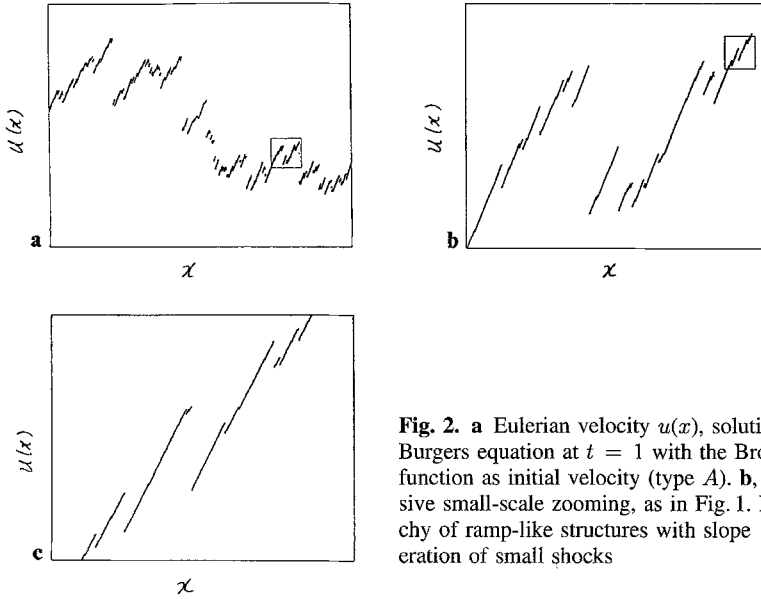 u(x)
a
x
u(x)
b
x
u(x)
c
x
Fig. 2. a Eulerian velocity u(x), soluti
Burgers equation at t = 1 with the Bro
function as initial velocity (type A). b,
sive small-scale zooming, as in Fig. 1.
chy of ramp-like structures with slope
eration of small shocks